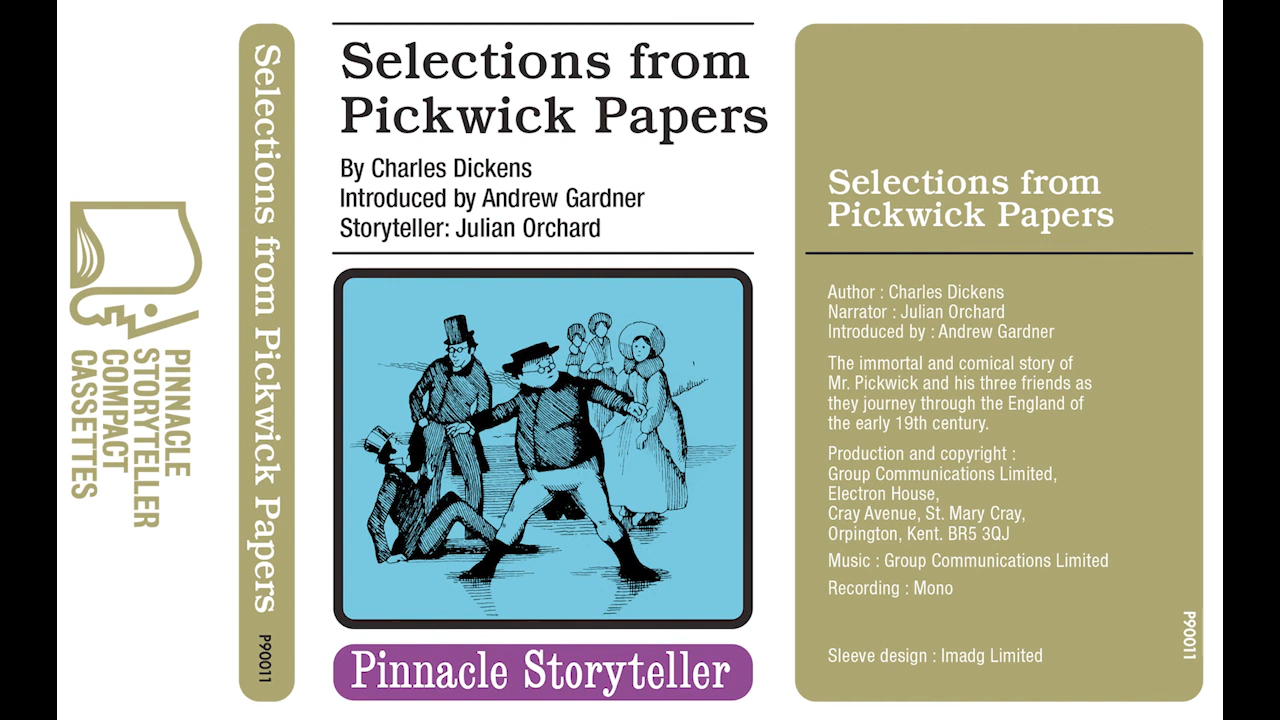 PINNACLE
STORYTELLER
COMPACT
CASSETTES
Selections from Pickwick Papers
P90011
Selections from
Pickwick Papers
By Charles Dickens
Introduced by Andrew Gardner
Storyteller: Julian Orchard
Pinnacle Storyteller
Selections from
Pickwick Papers
Author : Charles Dickens
Narrator : Julian Orchard
Introduced by : Andrew Gardner
The immortal and comical story of
Mr. Pickwick and his three friends as
they journey through the England of
the early 19th century.
Production and copyright :
Group Communications Limited,
Electron House,
Cray Avenue, St. Mary Cray,
Orpington, Kent. BR5 3QJ
Music : Group Communications Limited
Recording : Mono
Sleeve design : Imadg Limited
P90011